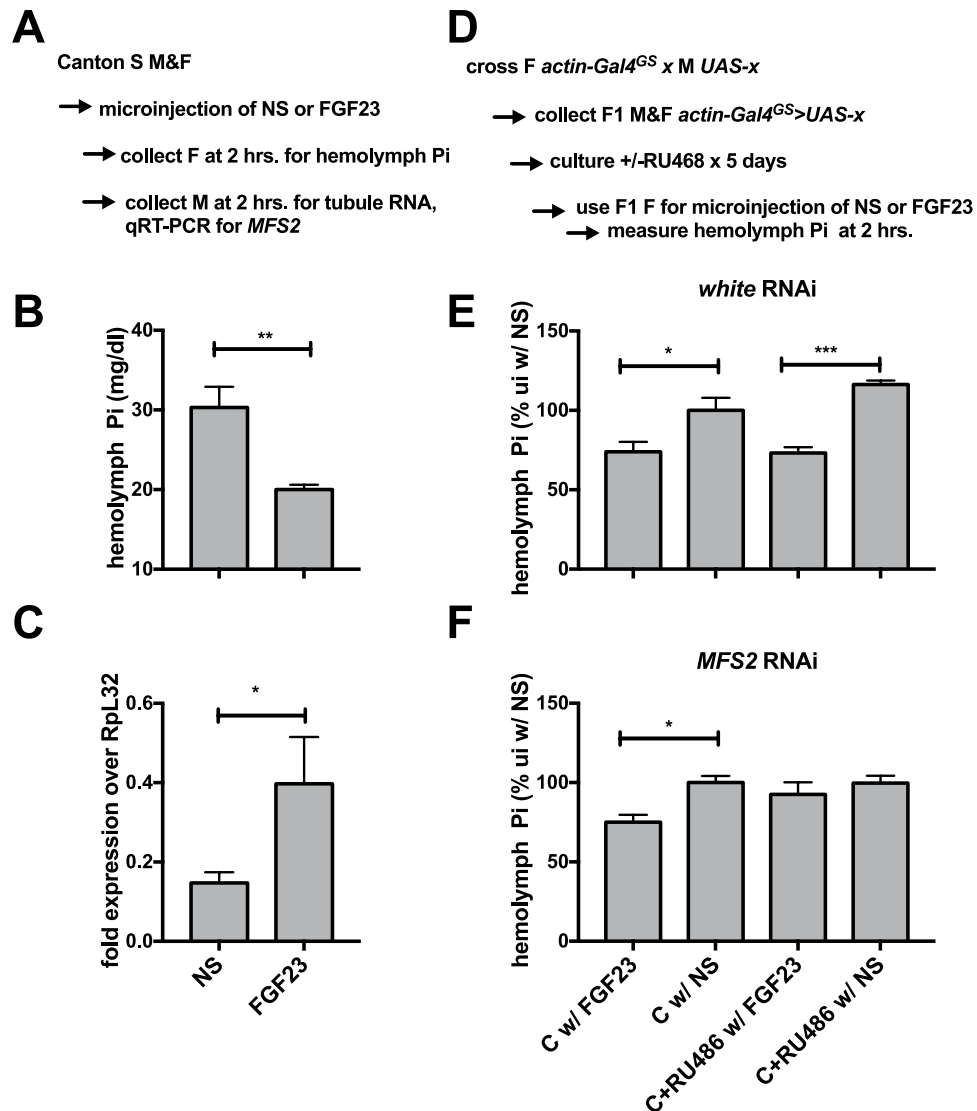 A
Canton S M&F
→ microinjection of NS or FGF23
→ collect F at 2 hrs. for hemolymph Pi
→ collect M at 2 hrs. for tubule RNA,
qRT-PCR for MFS2
B
hemolymph Pi (mg/dl)
40
30
20
10
**
C
fold expression over RpL32
0.6
0.4
0.2
0.0
*
NS
FGF23
D
cross F actin-Gal4^GS x M UAS-x
→ collect F1 M&F actin-Gal4^GS>UAS-x
→ culture +/-RU468 x 5 days
→ use F1 F for microinjection of NS or FGF23
→ measure hemolymph Pi at 2 hrs.
E
white RNAi
hemolymph Pi (% ui w/ NS)
150
100
50
0
*
***
F
MFS2 RNAi
hemolymph Pi (% ui w/ NS)
150
100
50
0
*
C w/ FGF23
C w/ NS
C+RU486 w/ FGF23
C+RU486 w/ NS